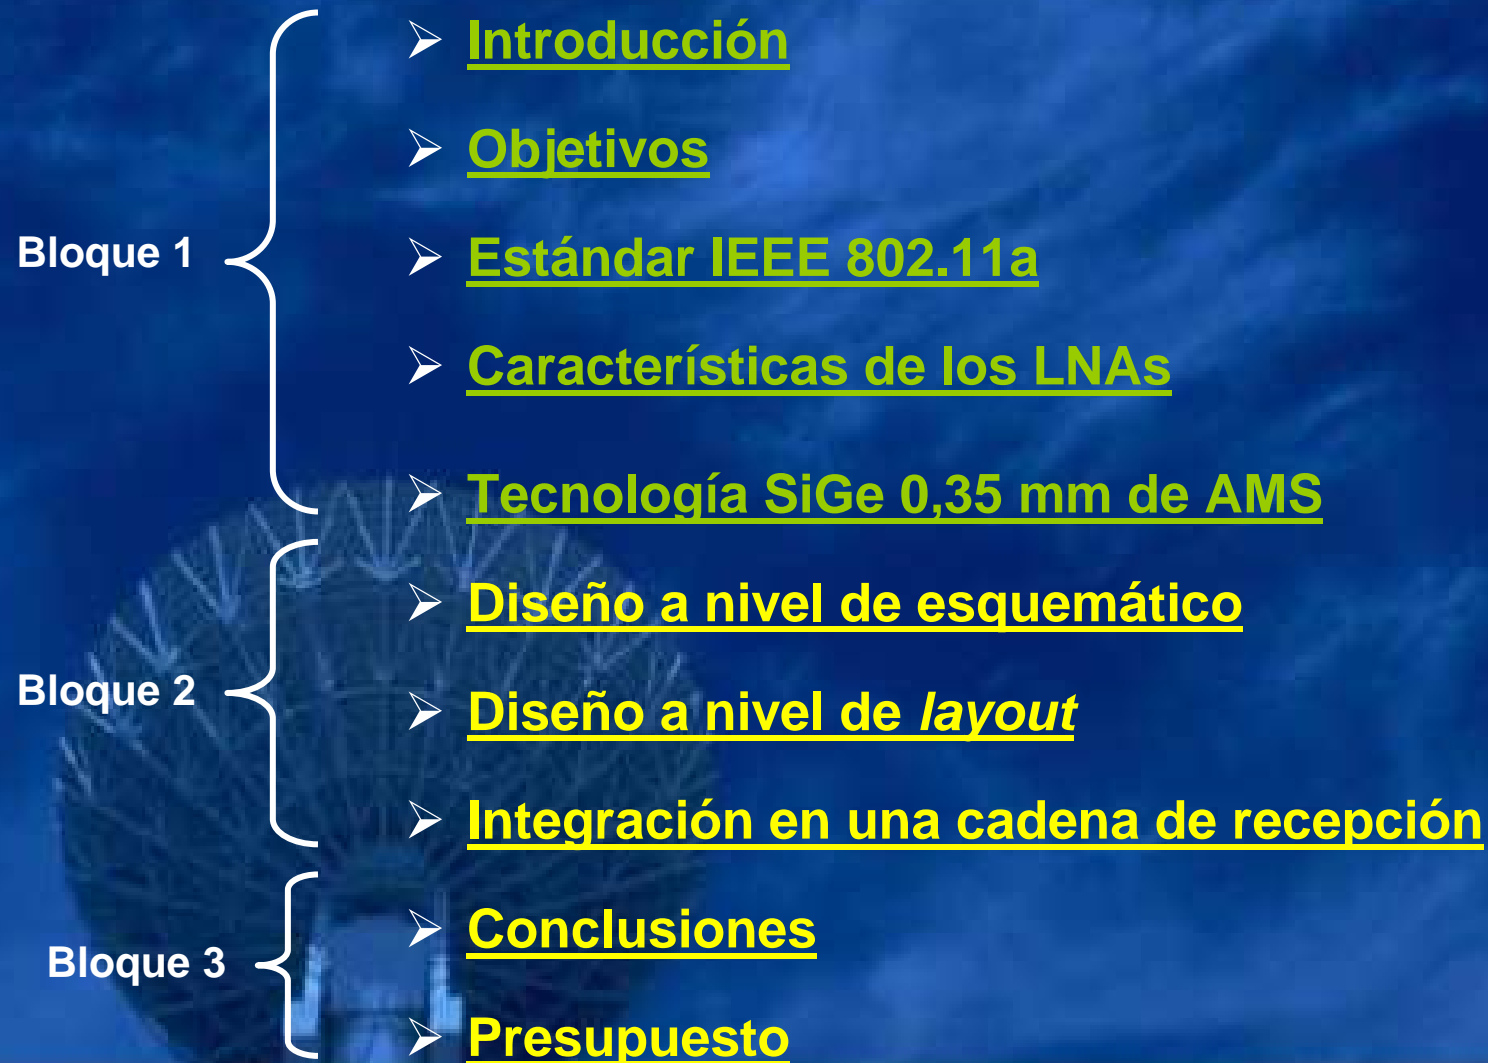 Bloque 1
Introducción
Objetivos
Estándar IEEE 802.11a
Características de los LNAs
Tecnología SiGe 0,35 mm de AMS
Bloque 2
Diseño a nivel de esquemático
Diseño a nivel de layout
Integración en una cadena de recepción
Bloque 3
Conclusiones
Presupuesto